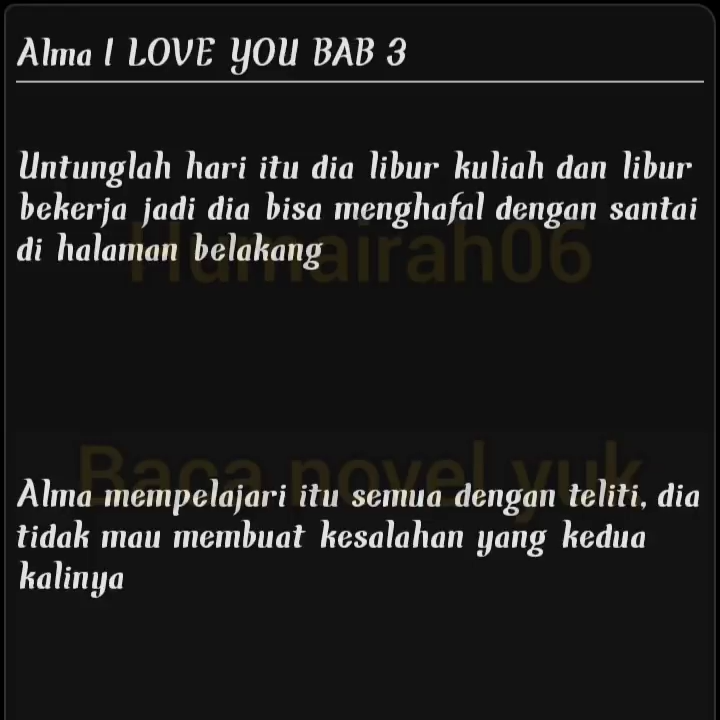 Alma I LOVE YOU BAB 3
Untunglah hari itu dia libur kuliah dan libur
bekerja jadi dia bisa menghafal dengan santai
di halaman belakang
Humairah06
Baca novel yuk
Alma mempelajari itu semua dengan teliti, dia
tidak mau membuat kesalahan yang kedua
kalinya